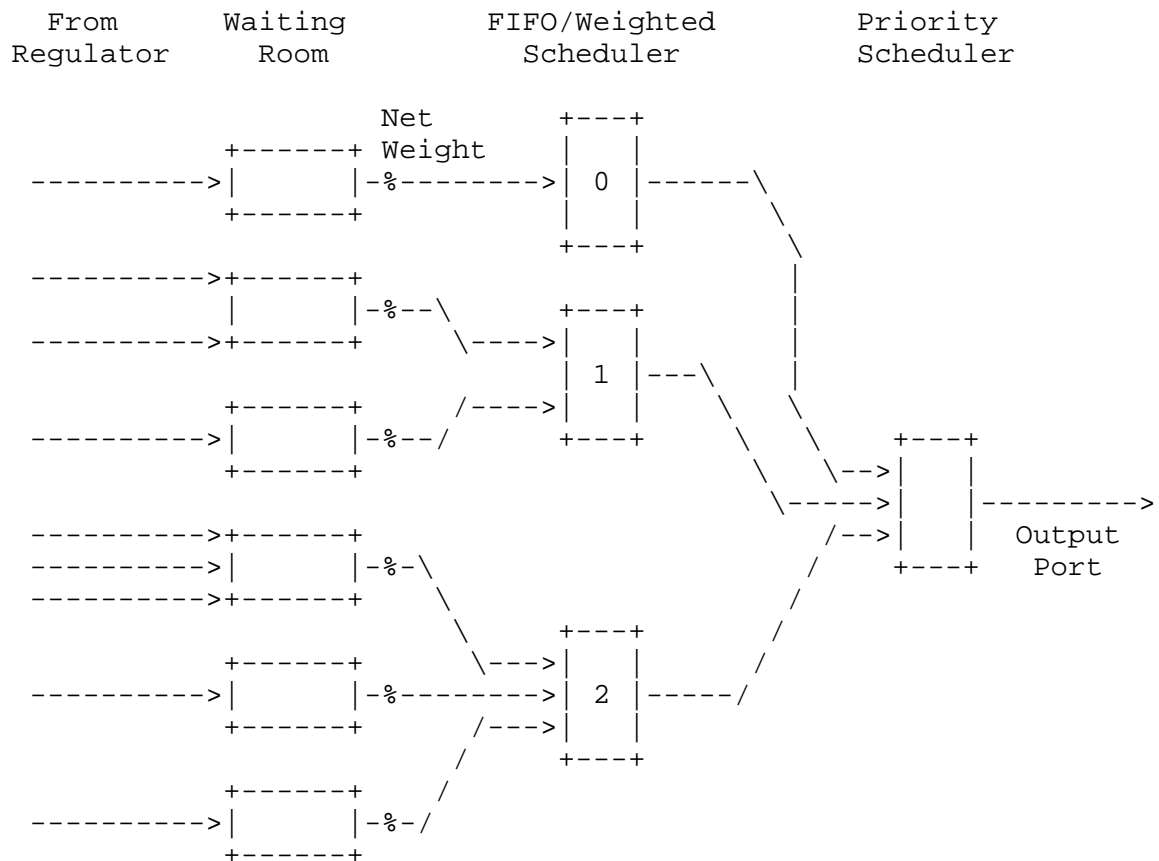 From Waiting FIFO/Weighted Priority
Regulator Room Scheduler Scheduler
Net +---+
+------+ Weight | |
---------->| |-%-------->| 0 |------\
+------+ | | \
+---+ \
---------->+------+ |
| |-%--\ +---+ |
---------->+------+ \---->| | |
| 1 |---\ |
+------+ /---->| | \ \
---------->| |-%--/ +---+ \ \ +---+
+------+ \ \-->| |
\----->| |--------->
---------->+------+ /-->| | Output
---------->| |-%-\ / +---+ Port
---------->+------+ \ /
\ +---+ /
+------+ \--->| | /
---------->| |-%-------->| 2 |-----/
+------+ /--->| |
/ +---+
+------+ /
---------->| |-%-/
+------+